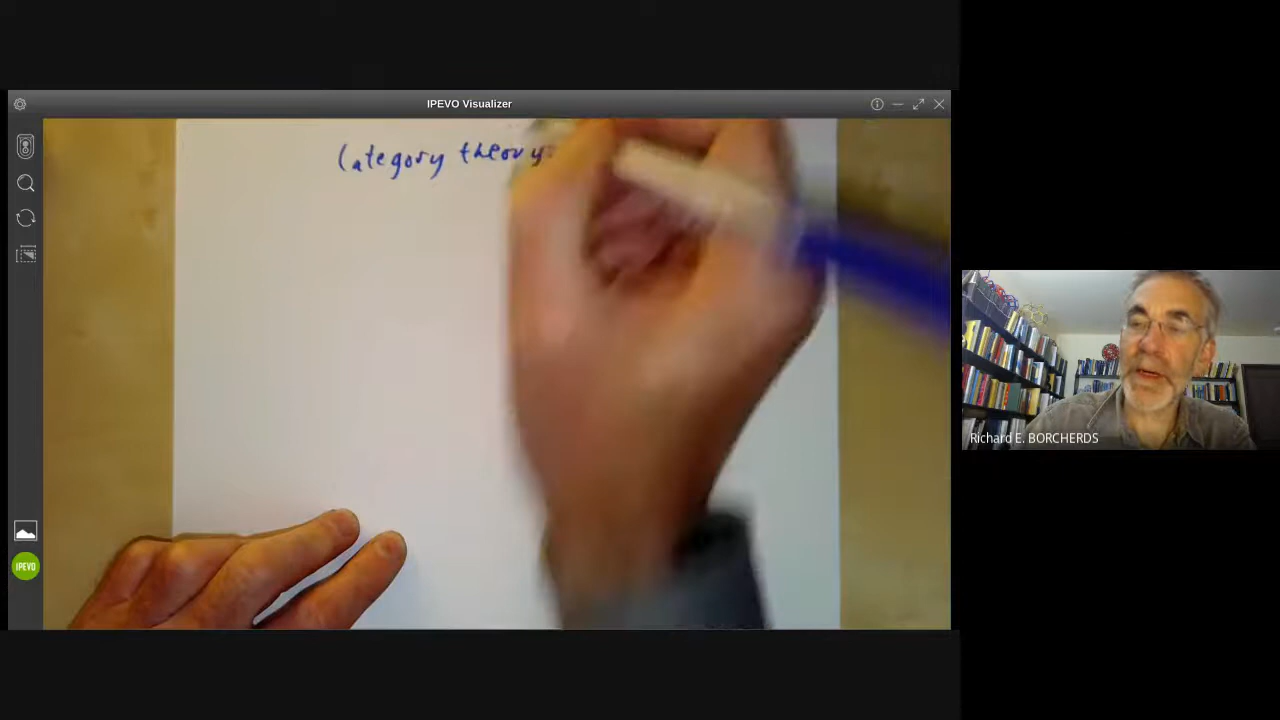 IPEVO Visualizer
Category theory
IPEVO
Richard E. BORCHERDS